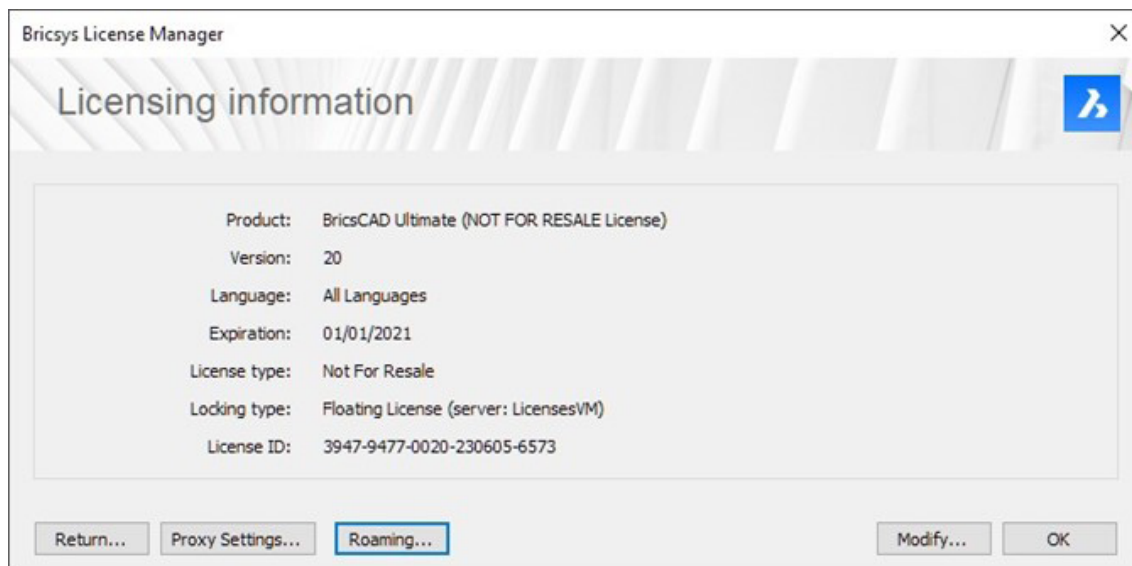 Bricsys License Manager
Licensing information
Product: BricsCAD Ultimate (NOT FOR RESALE License)
Version: 20
Language: All Languages
Expiration: 01/01/2021
License type: Not For Resale
Locking type: Floating License (server: LicensesVM)
License ID: 3947-9477-0020-230605-6573
Return... Proxy Settings... Roaming... Modify... OK